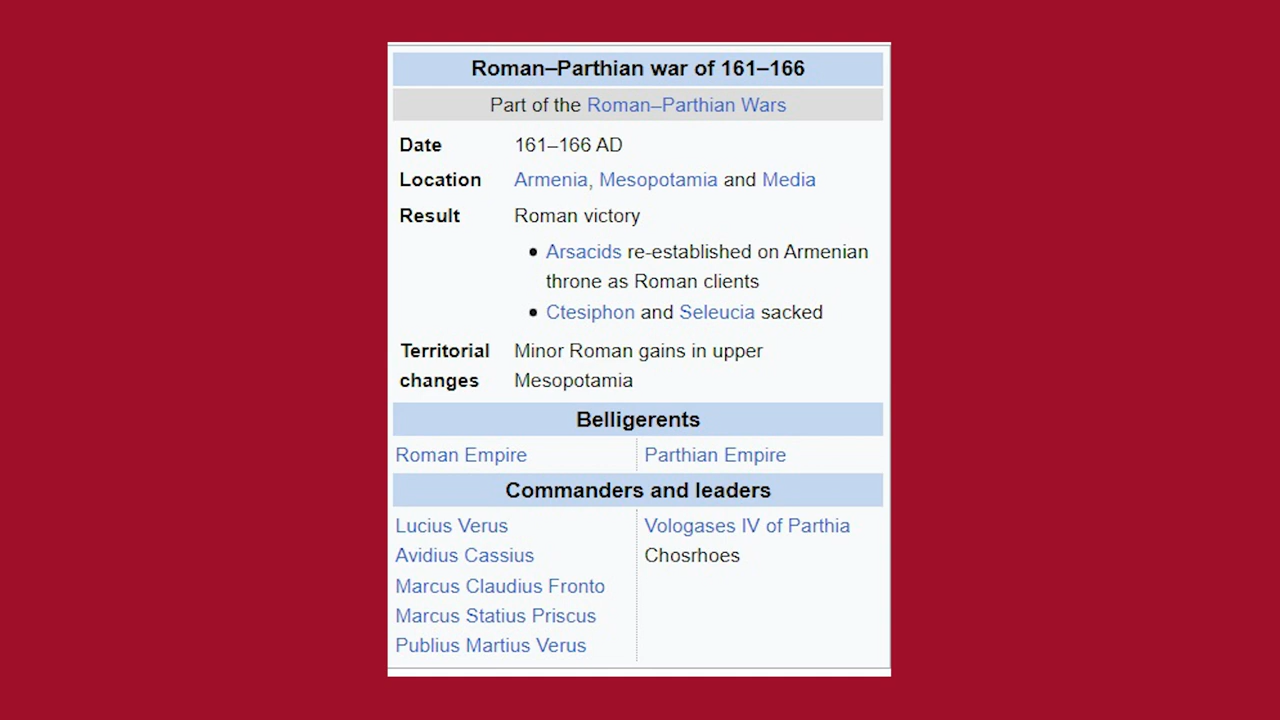 Roman–Parthian war of 161–166
Part of the Roman–Parthian Wars
Date 161–166 AD
Location Armenia, Mesopotamia and Media
Result Roman victory
• Arsacids re-established on Armenian
throne as Roman clients
• Ctesiphon and Seleucia sacked
Territorial Minor Roman gains in upper
changes Mesopotamia
Belligerents
Roman Empire Parthian Empire
Commanders and leaders
Lucius Verus Vologases IV of Parthia
Avidius Cassius Chosrhoes
Marcus Claudius Fronto
Marcus Statius Priscus
Publius Martius Verus